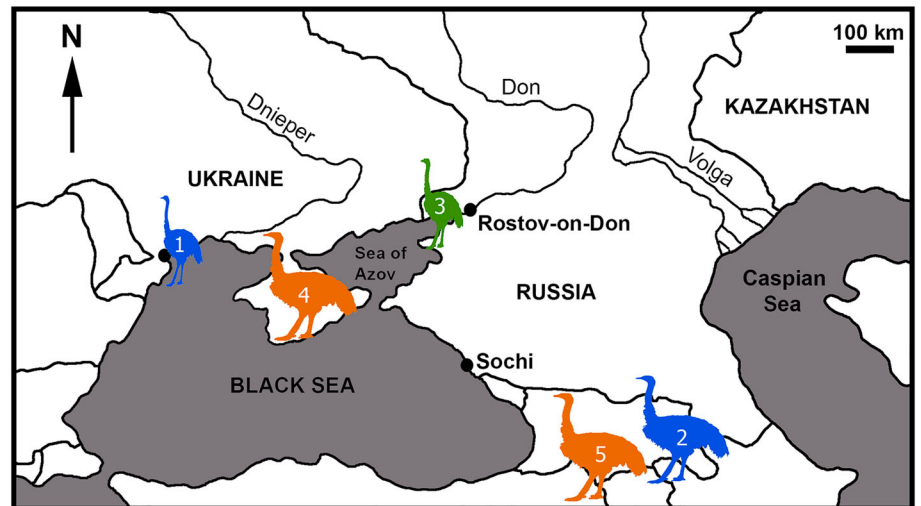 N
100 km
Don
KAZAKHSTAN
Dnieper
Volga
UKRAINE
3
Rostov-on-Don
1
Sea of
Azov
Caspian
Sea
RUSSIA
4
Sochi
BLACK SEA
2
5